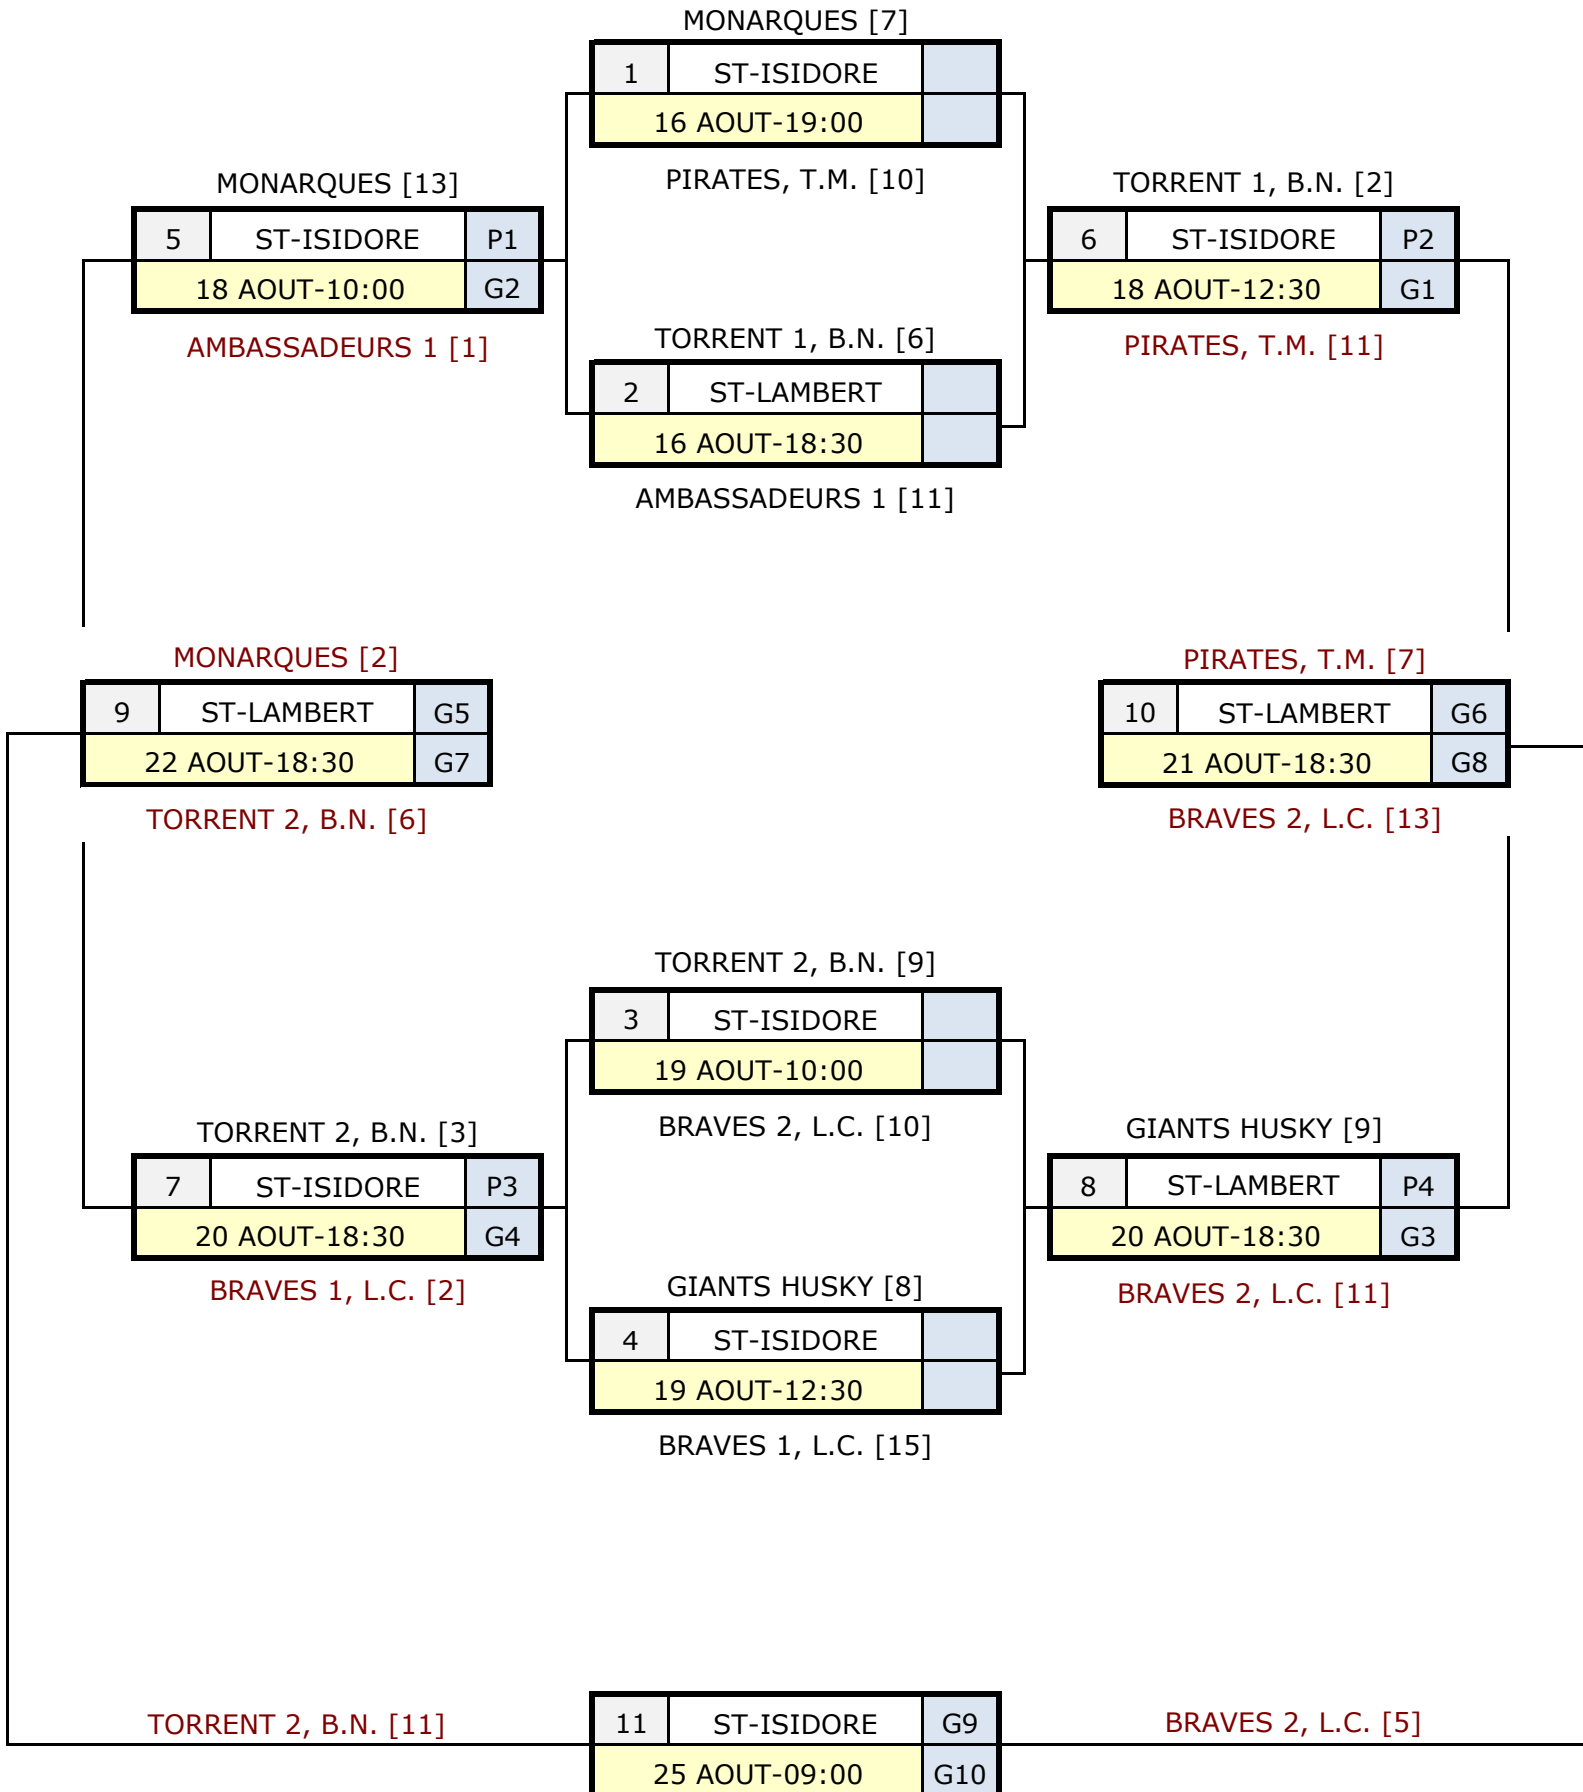 MONARQUES [7]
1 ST-ISIDORE
16 AOUT-19:00
PIRATES, T.M. [10]
MONARQUES [13]
5 ST-ISIDORE P1
18 AOUT-10:00 G2
AMBASSADEURS 1 [1]
TORRENT 1, B.N. [2]
6 ST-ISIDORE P2
18 AOUT-12:30 G1
PIRATES, T.M. [11]
TORRENT 1, B.N. [6]
2 ST-LAMBERT
16 AOUT-18:30
AMBASSADEURS 1 [11]
MONARQUES [2]
9 ST-LAMBERT G5
22 AOUT-18:30 G7
TORRENT 2, B.N. [6]
PIRATES, T.M. [7]
10 ST-LAMBERT G6
21 AOUT-18:30 G8
BRAVES 2, L.C. [13]
TORRENT 2, B.N. [9]
3 ST-ISIDORE
19 AOUT-10:00
BRAVES 2, L.C. [10]
TORRENT 2, B.N. [3]
7 ST-ISIDORE P3
20 AOUT-18:30 G4
BRAVES 1, L.C. [2]
GIANTS HUSKY [9]
8 ST-LAMBERT P4
20 AOUT-18:30 G3
BRAVES 2, L.C. [11]
GIANTS HUSKY [8]
4 ST-ISIDORE
19 AOUT-12:30
BRAVES 1, L.C. [15]
TORRENT 2, B.N. [11]
11 ST-ISIDORE G9
25 AOUT-09:00 G10
BRAVES 2, L.C. [5]